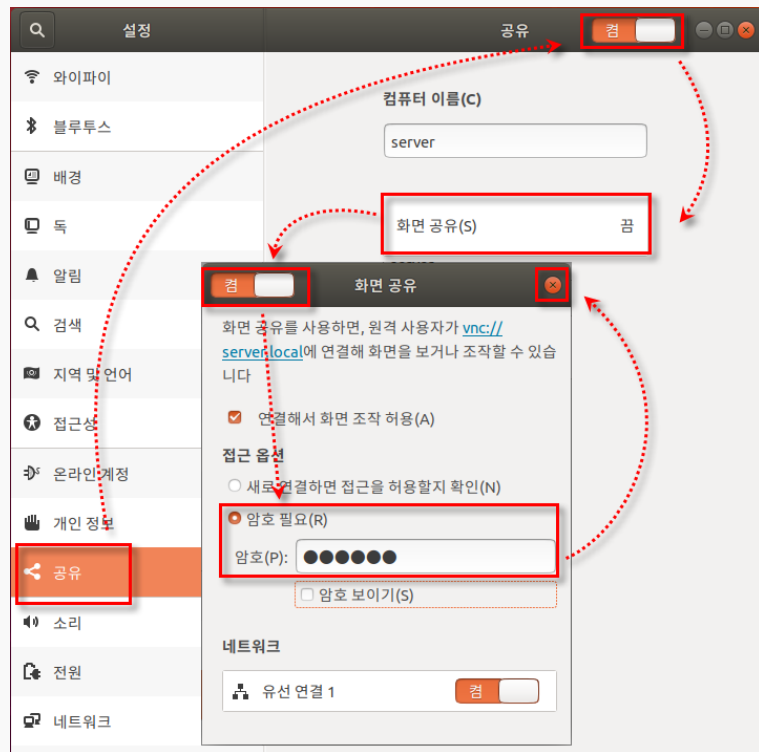 설정
공유
켬
와이파이
블루투스
배경
독
알림
검색
지역 및 언어
접근성
온라인 계정
개인 정보
공유
소리
전원
네트워크
컴퓨터 이름(C)
server
화면 공유(S) 끔
켬
화면 공유
화면 공유를 사용하면, 원격 사용자가 vnc://
server.local에 연결해 화면을 보거나 조작할 수 있습
니다
연결해서 화면 조작 허용(A)
접근 옵션
새로 연결하면 접근을 허용할지 확인(N)
암호 필요(R)
암호(P): ●●●●●●
암호 보이기(S)
네트워크
유선 연결 1 켬